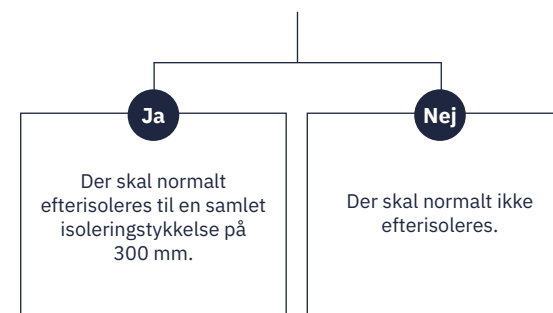 Ja
Der skal normalt
efterisoleres til en samlet
isoleringstykkelse på
300 mm.
Nej
Der skal normalt ikke
efterisoleres.